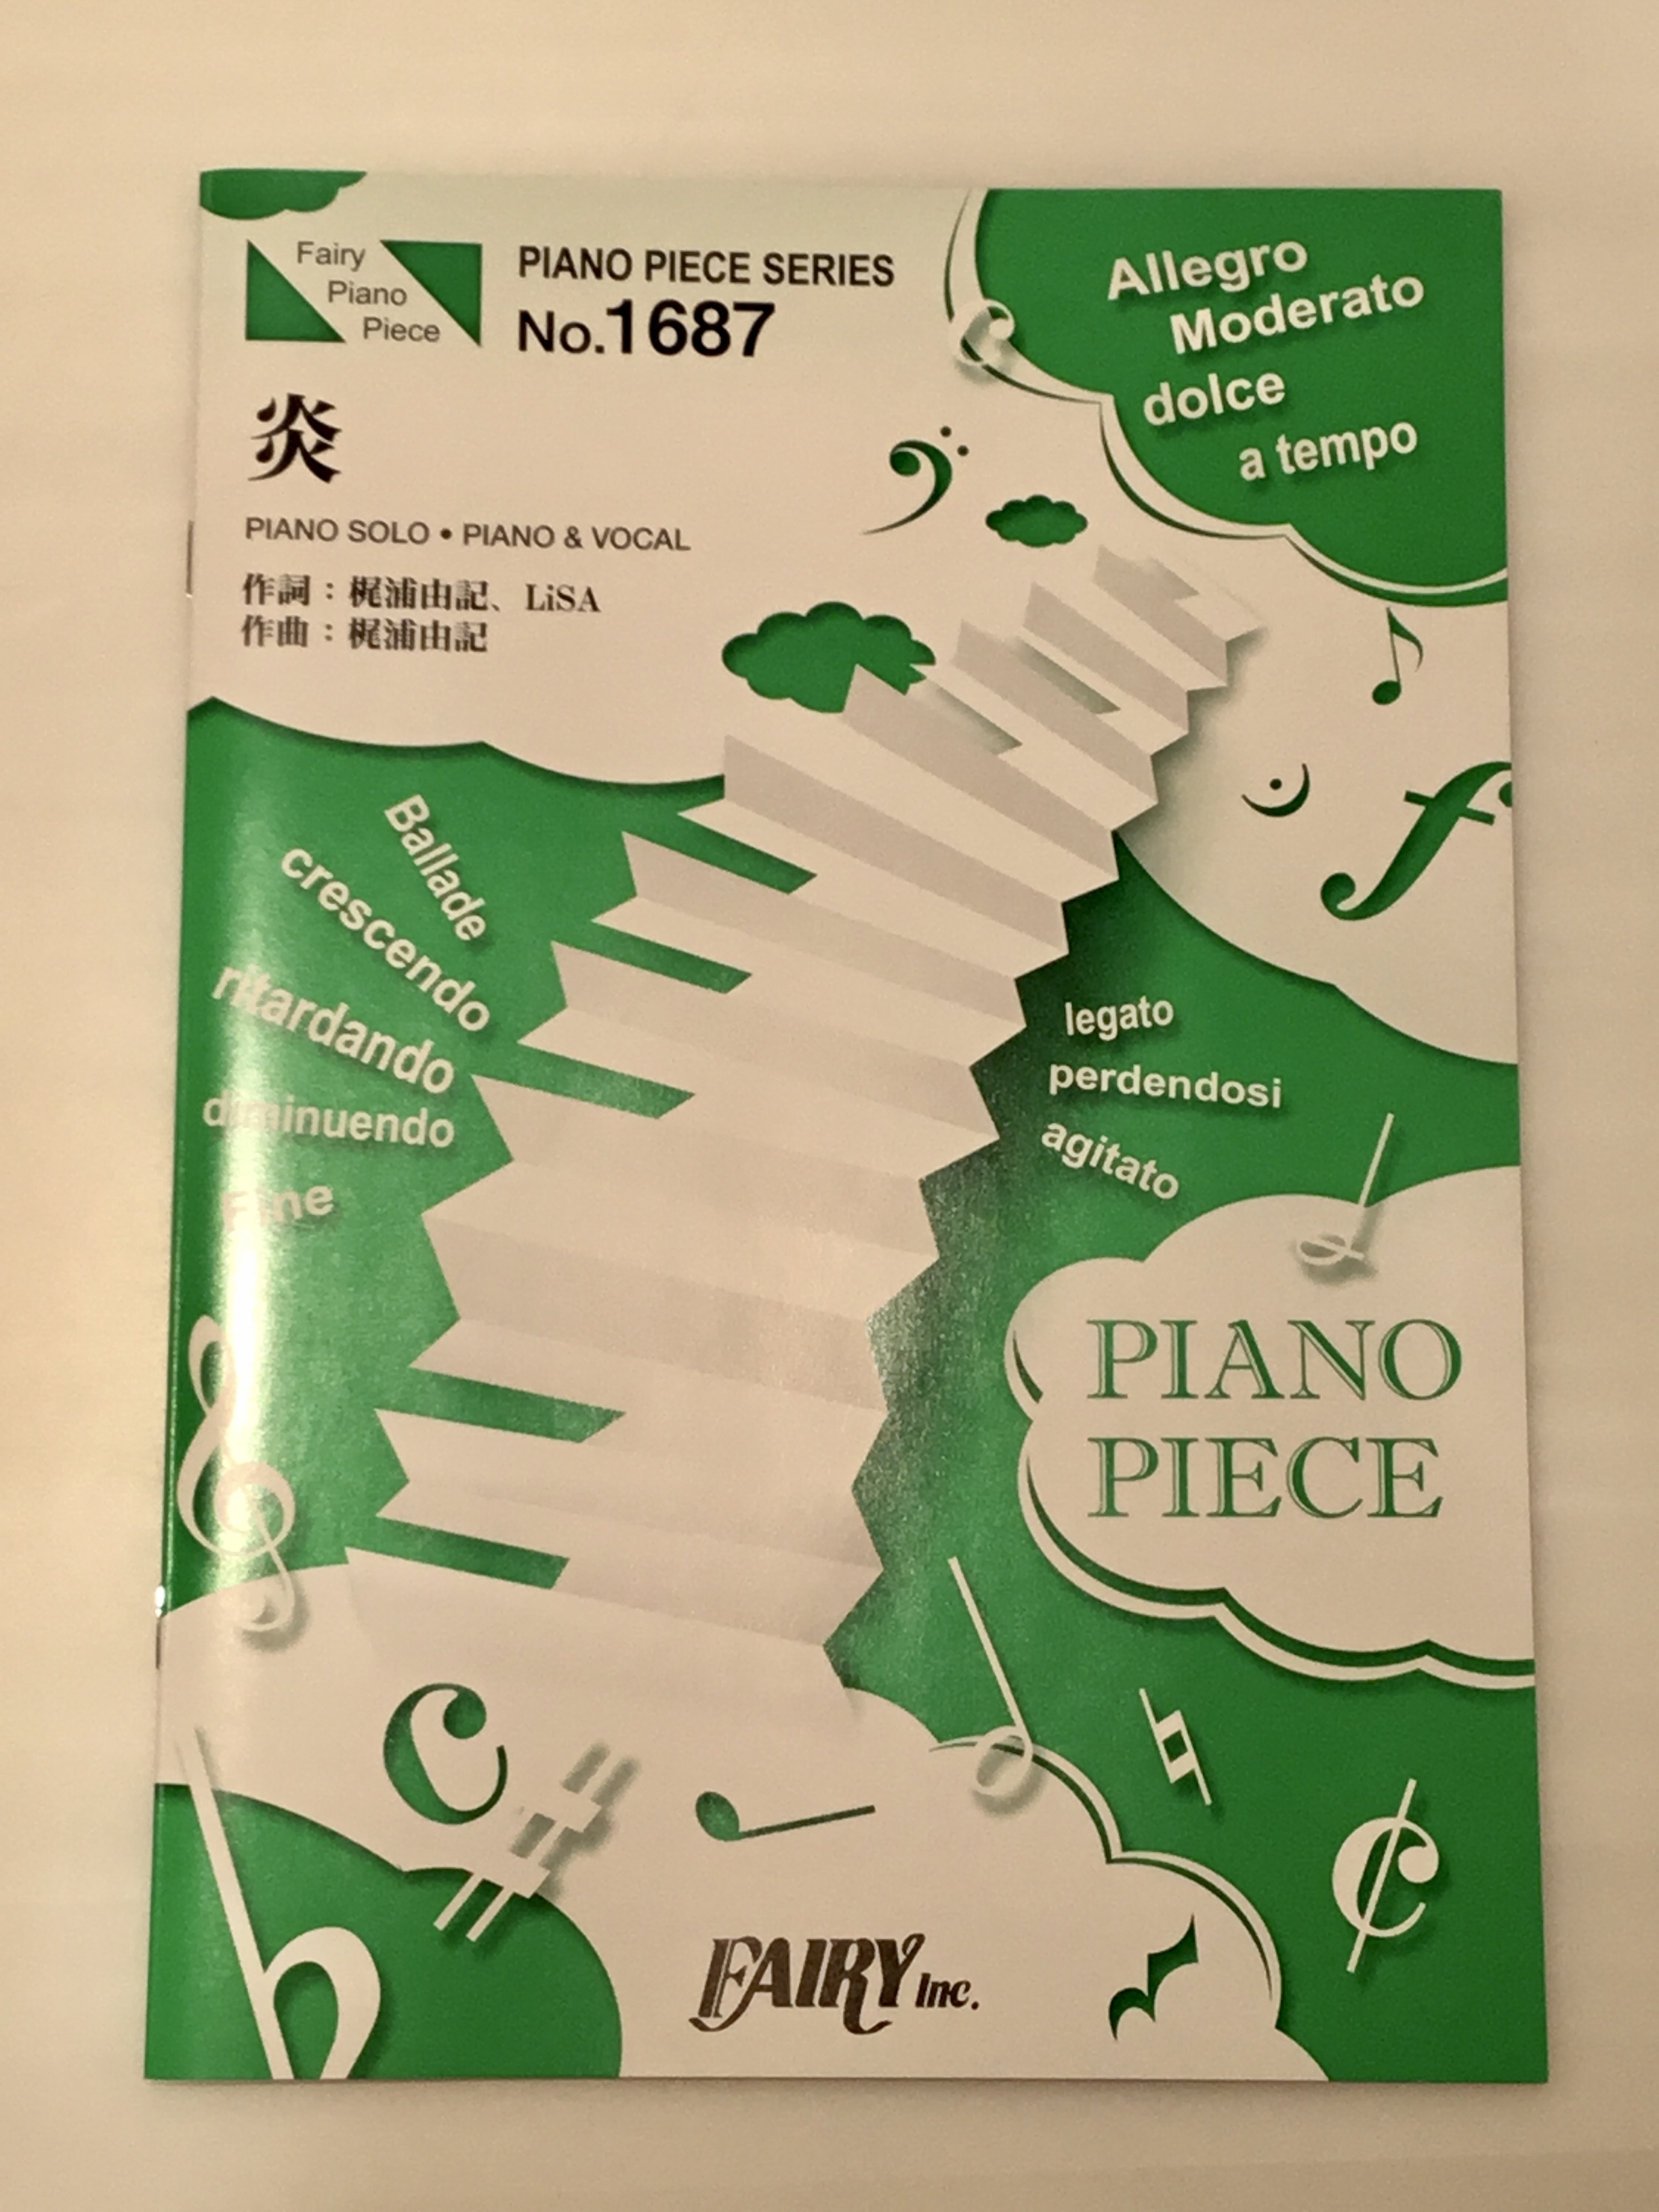 Fairy
Piano
Piece
PIANO PIECE SERIES
No.1687
炎
PIANO SOLO • PIANO & VOCAL
作詞：梶浦由記、LiSA
作曲：梶浦由記
Allegro
Moderato
dolce
a tempo
Ballade
crescendo
ritardando
diminuendo
Fine
legato
perdendosi
agitato
PIANO
PIECE
FAIRY Inc.